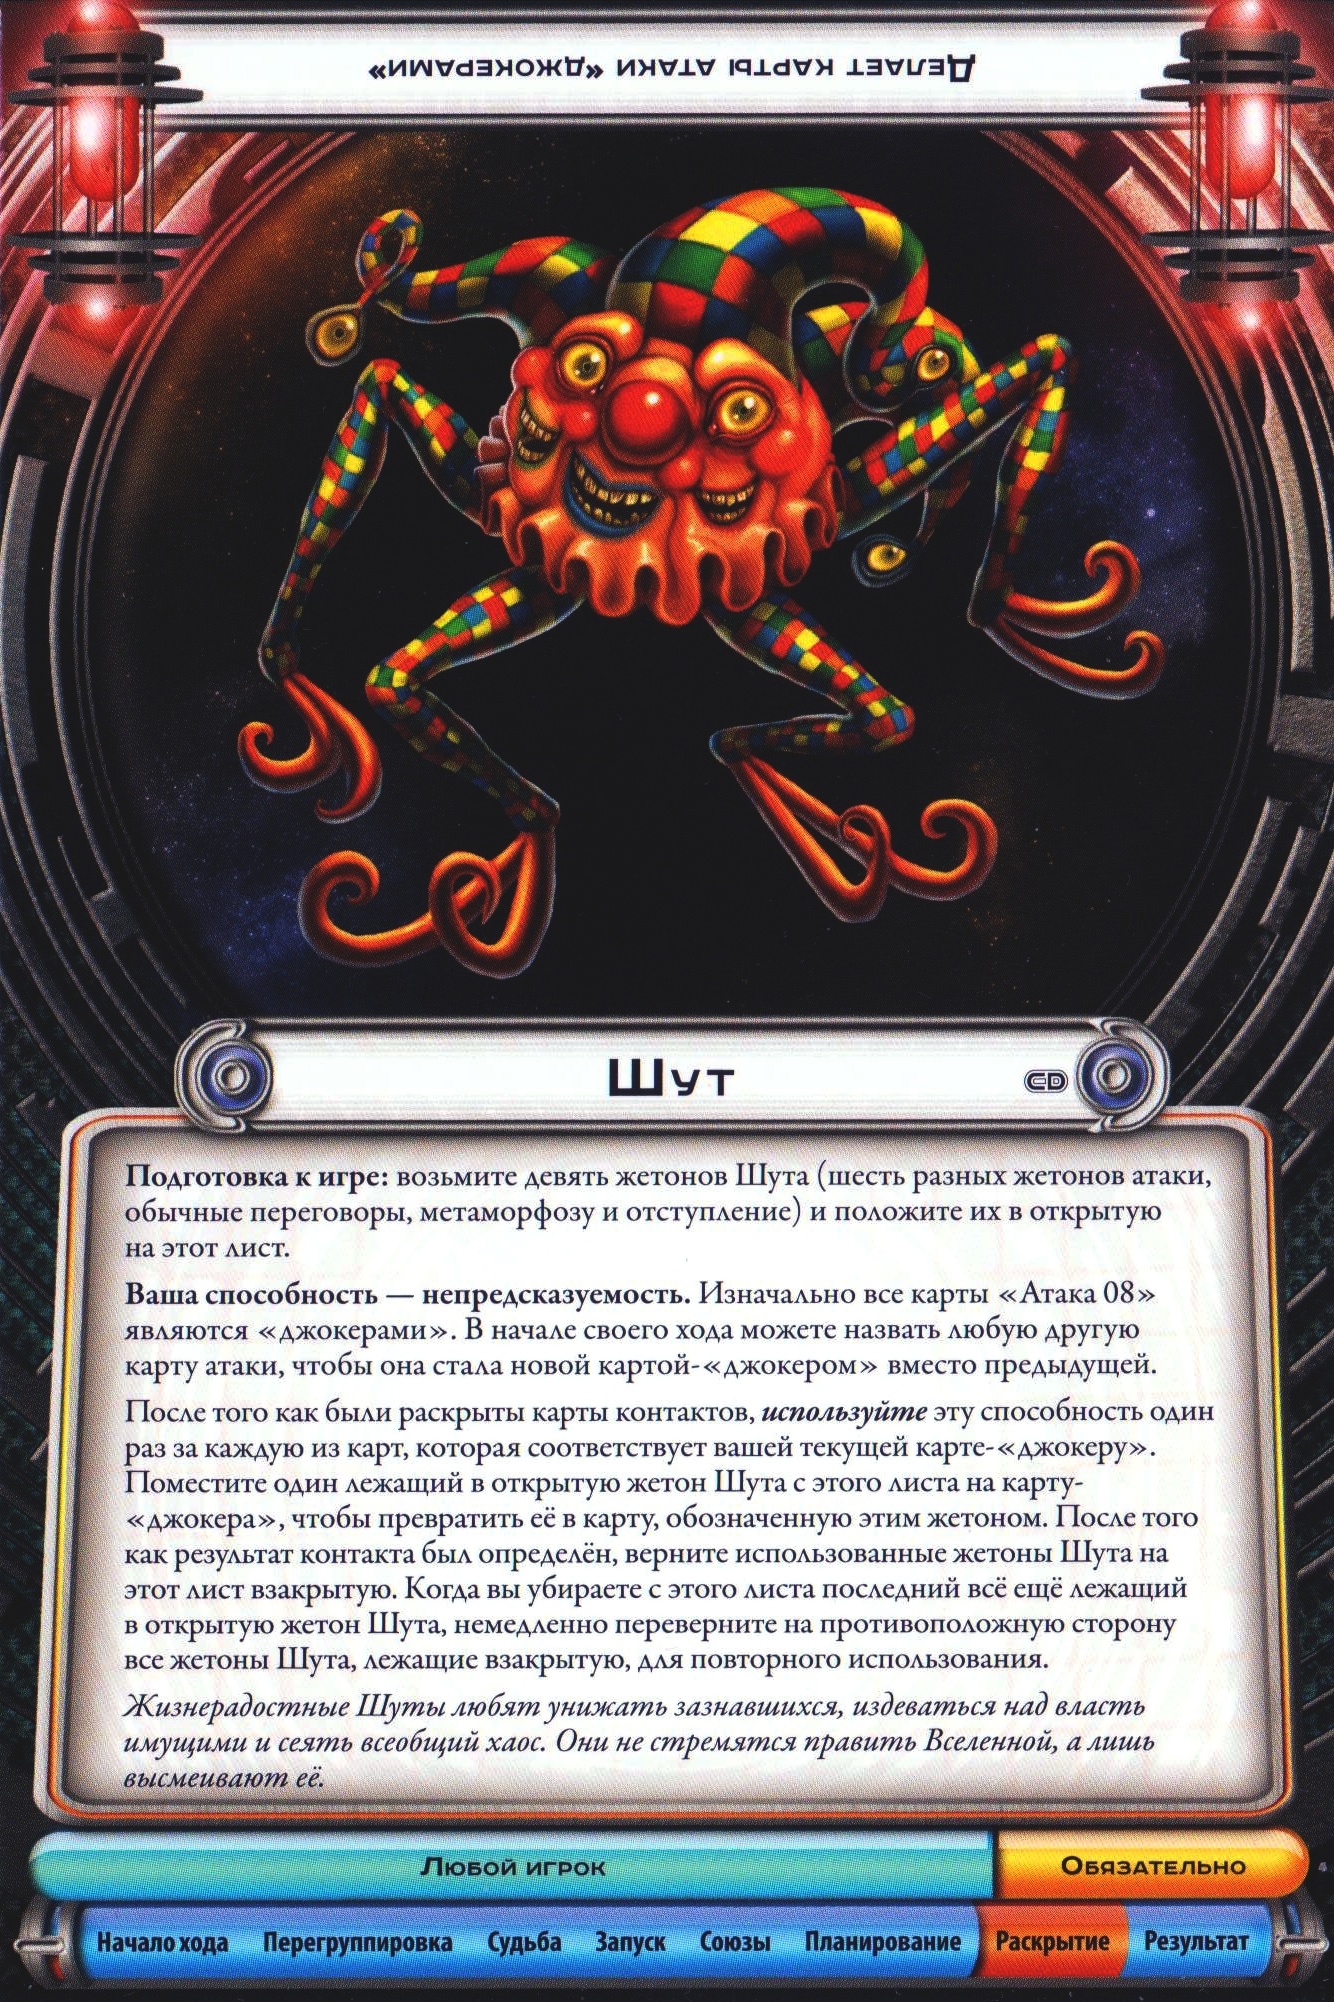 Делает карты атаки «джокерами»
Шут
CD
Подготовка к игре: возьмите девять жетонов Шута (шесть разных жетонов атаки,
обычные переговоры, метаморфозу и отступление) и положите их в открытую
на этот лист.
Ваша способность — непредсказуемость. Изначально все карты «Атака 08»
являются «джокерами». В начале своего хода можете назвать любую другую
карту атаки, чтобы она стала новой картой-«джокером» вместо предыдущей.
После того как были раскрыты карты контактов, используйте эту способность один
раз за каждую из карт, которая соответствует вашей текущей карте-«джокеру».
Поместите один лежащий в открытую жетон Шута с этого листа на карту-
«джокера», чтобы превратить её в карту, обозначенную этим жетоном. После того
как результат контакта был определён, верните использованные жетоны Шута на
этот лист взакрытую. Когда вы убираете с этого листа последний всё ещё лежащий
в открытую жетон Шута, немедленно переверните на противоположную сторону
все жетоны Шута, лежащие взакрытую, для повторного использования.
Жизнерадостные Шуты любят унижать зазнавшихся, издеваться над власть
имущими и сеять всеобщий хаос. Они не стремятся править Вселенной, а лишь
высмеивают её.
Любой игрок Обязательно 4
Начало хода Перегруппировка Судьба Запуск Союзы Планирование Раскрытие Результат